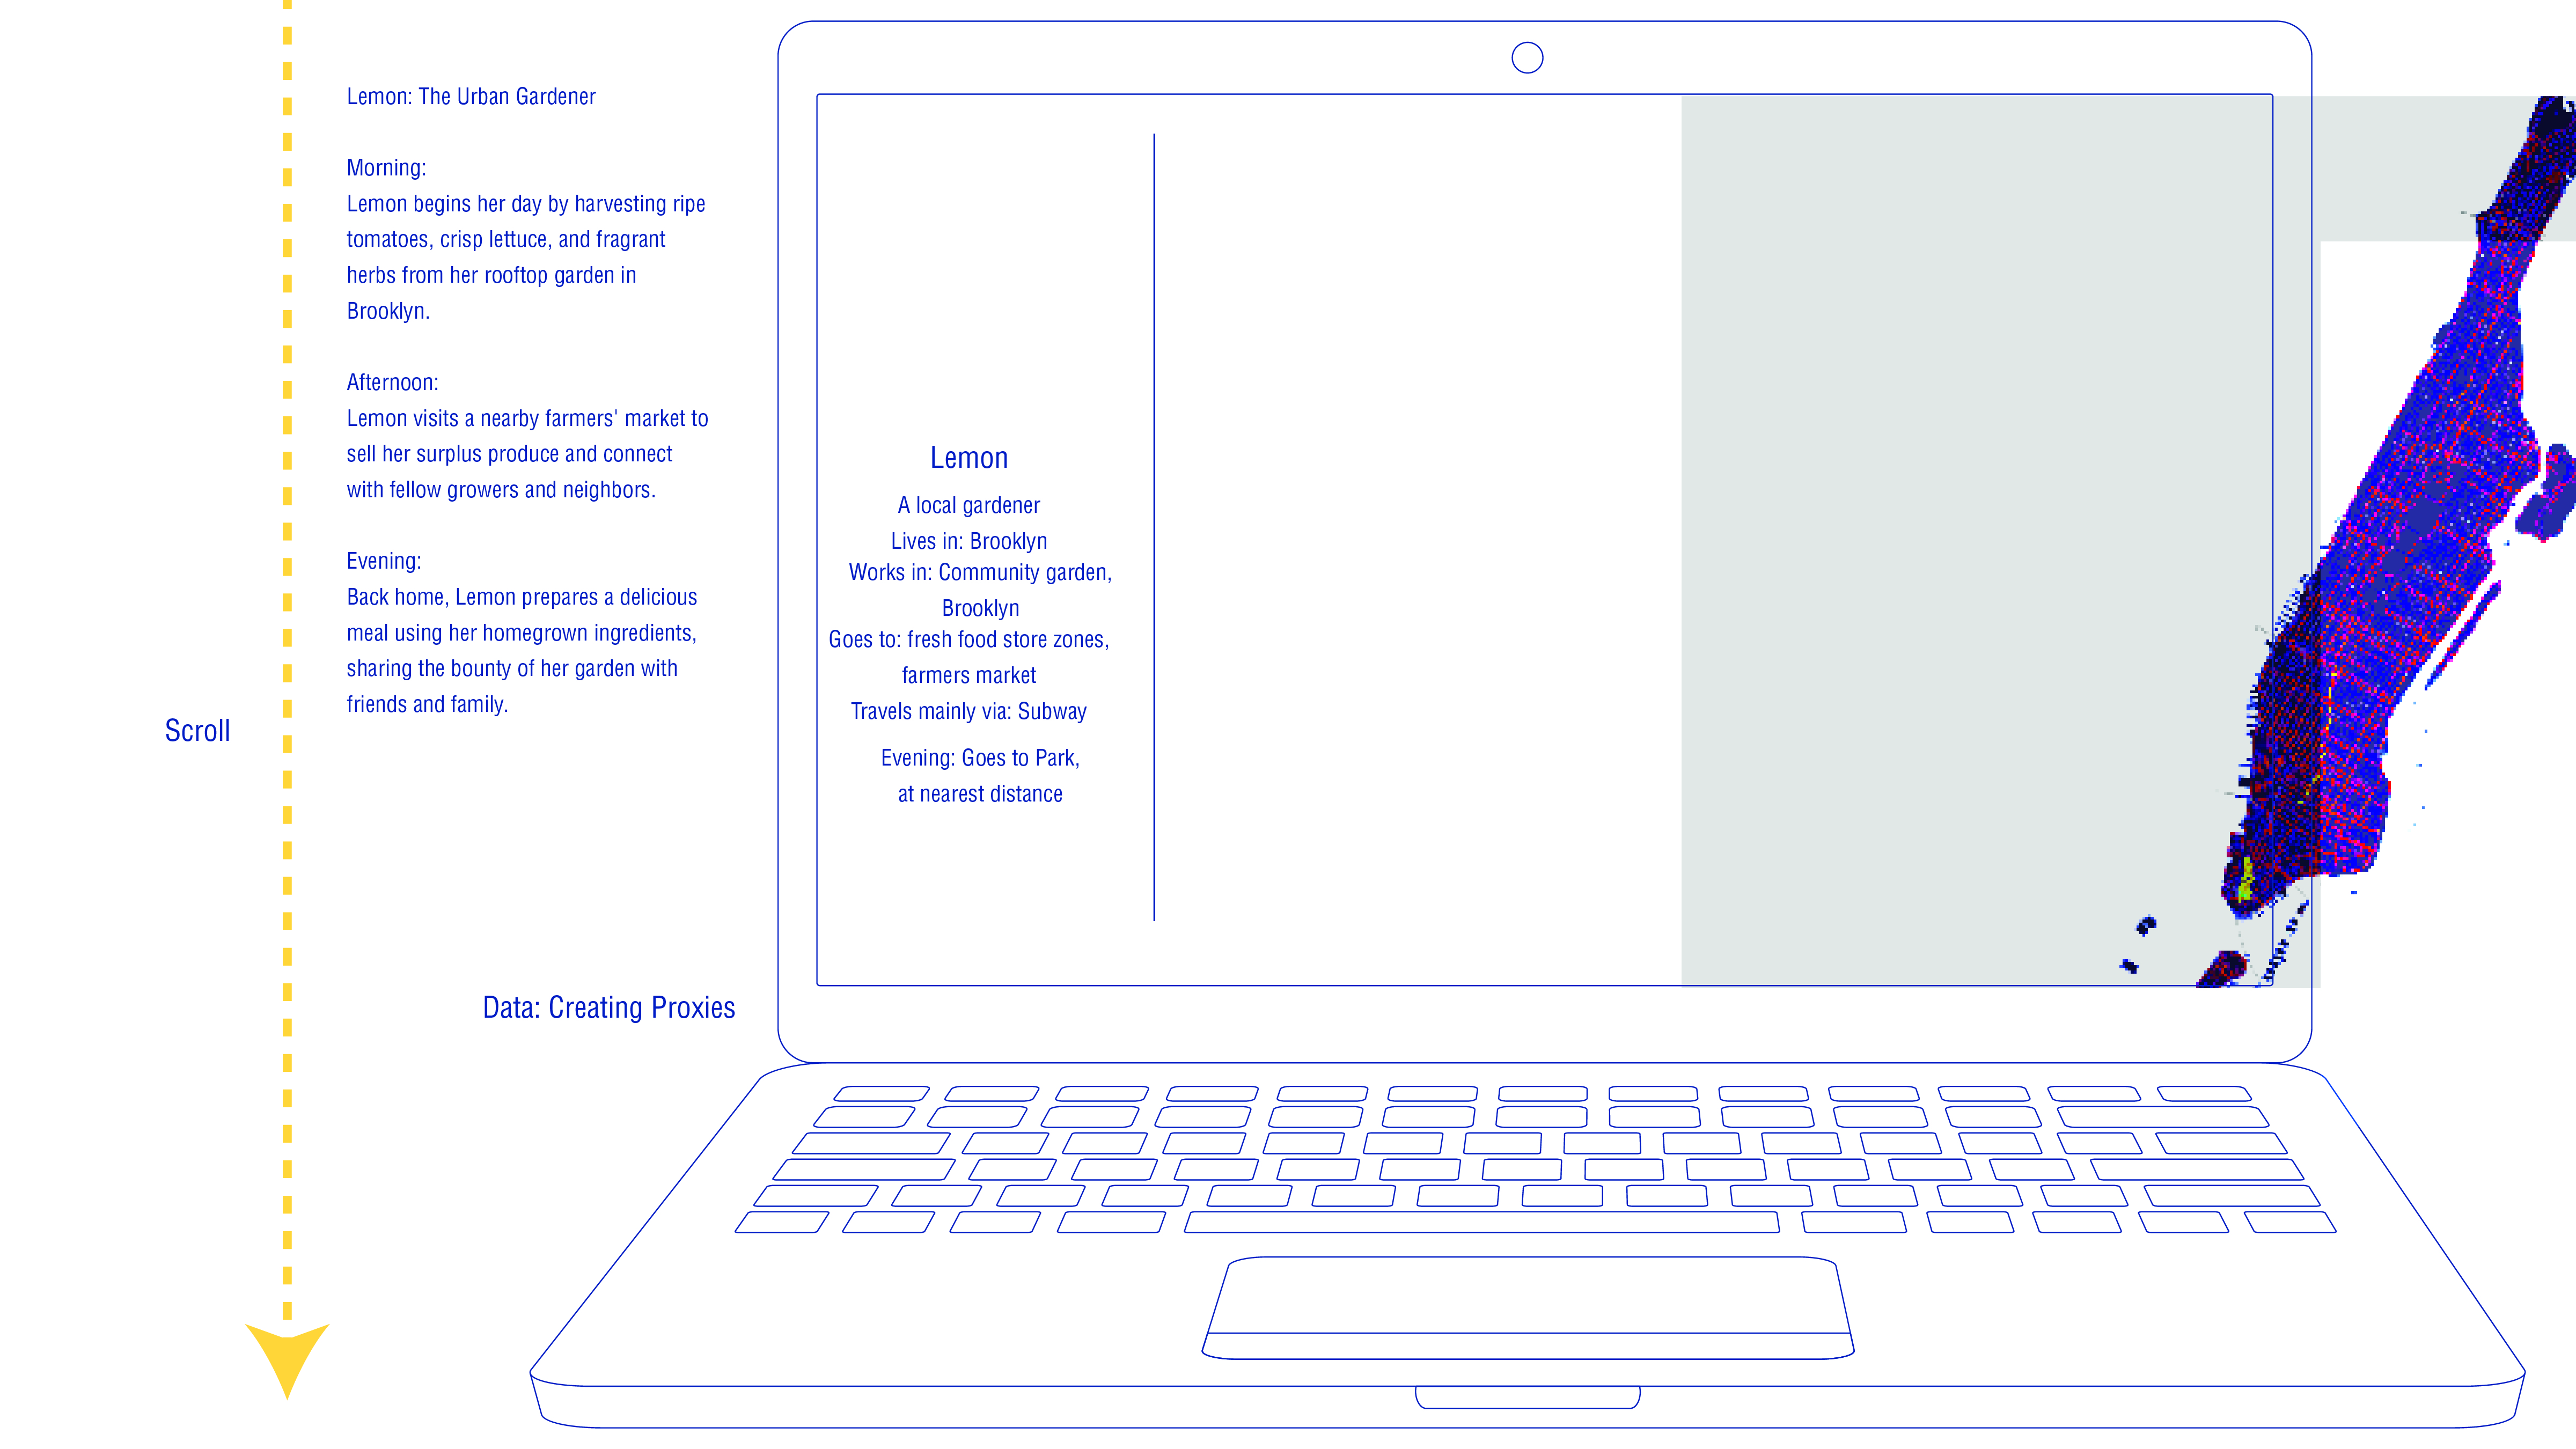 Lemon: The Urban Gardener
Morning:
Lemon begins her day by harvesting ripe
tomatoes, crisp lettuce, and fragrant
herbs from her rooftop garden in
Brooklyn.
Afternoon:
Lemon visits a nearby farmers' market to
sell her surplus produce and connect
with fellow growers and neighbors.
Evening:
Back home, Lemon prepares a delicious
meal using her homegrown ingredients,
sharing the bounty of her garden with
friends and family.
Scroll
Data: Creating Proxies
Lemon
A local gardener
Lives in: Brooklyn
Works in: Community garden,
Brooklyn
Goes to: fresh food store zones,
farmers market
Travels mainly via: Subway
Evening: Goes to Park,
at nearest distance